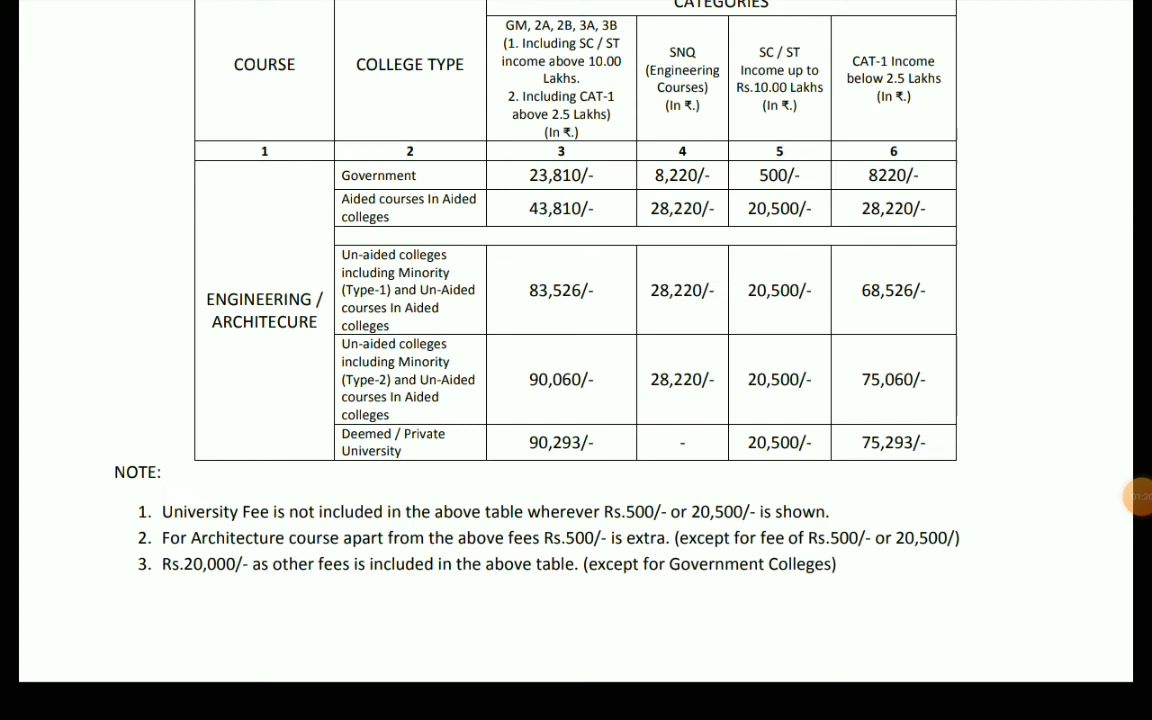 CATEGORIES
COURSE
COLLEGE TYPE
GM, 2A, 2B, 3A, 3B
(1. Including SC / ST
income above 10.00
Lakhs.
2. Including CAT-1
above 2.5 Lakhs)
(In ₹.)
SNQ
(Engineering
Courses)
(In ₹.)
SC / ST
Income up to
Rs.10.00 Lakhs
(In ₹.)
CAT-1 Income
below 2.5 Lakhs
(In ₹.)
1 2 3 4 5 6
ENGINEERING /
ARCHITECURE
Government
23,810/- 8,220/- 500/- 8220/-
Aided courses In Aided
colleges
43,810/- 28,220/- 20,500/- 28,220/-
Un-aided colleges
including Minority
(Type-1) and Un-Aided
courses In Aided
colleges
83,526/- 28,220/- 20,500/- 68,526/-
Un-aided colleges
including Minority
(Type-2) and Un-Aided
courses In Aided
colleges
90,060/- 28,220/- 20,500/- 75,060/-
Deemed / Private
University
90,293/- - 20,500/- 75,293/-
NOTE:
1. University Fee is not included in the above table wherever Rs.500/- or 20,500/- is shown.
2. For Architecture course apart from the above fees Rs.500/- is extra. (except for fee of Rs.500/- or 20,500/)
3. Rs.20,000/- as other fees is included in the above table. (except for Government Colleges)